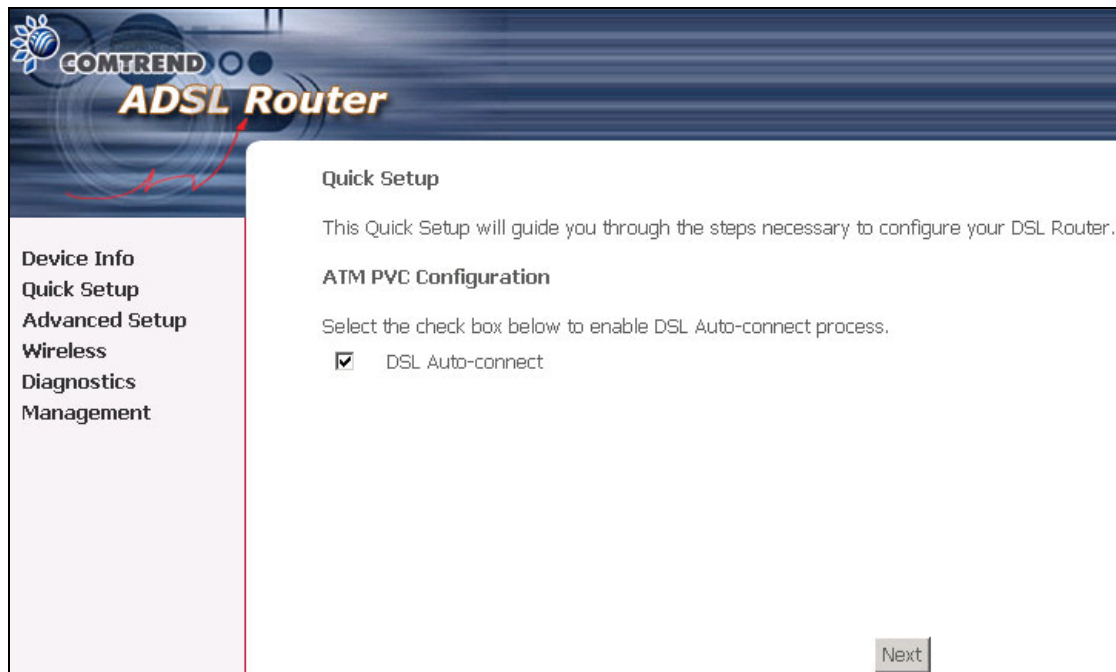 COMTREND
ADSL Router
Device Info
Quick Setup
Advanced Setup
Wireless
Diagnostics
Management
Quick Setup
This Quick Setup will guide you through the steps necessary to configure your DSL Router.
ATM PVC Configuration
Select the check box below to enable DSL Auto-connect process.
DSL Auto-connect
Next